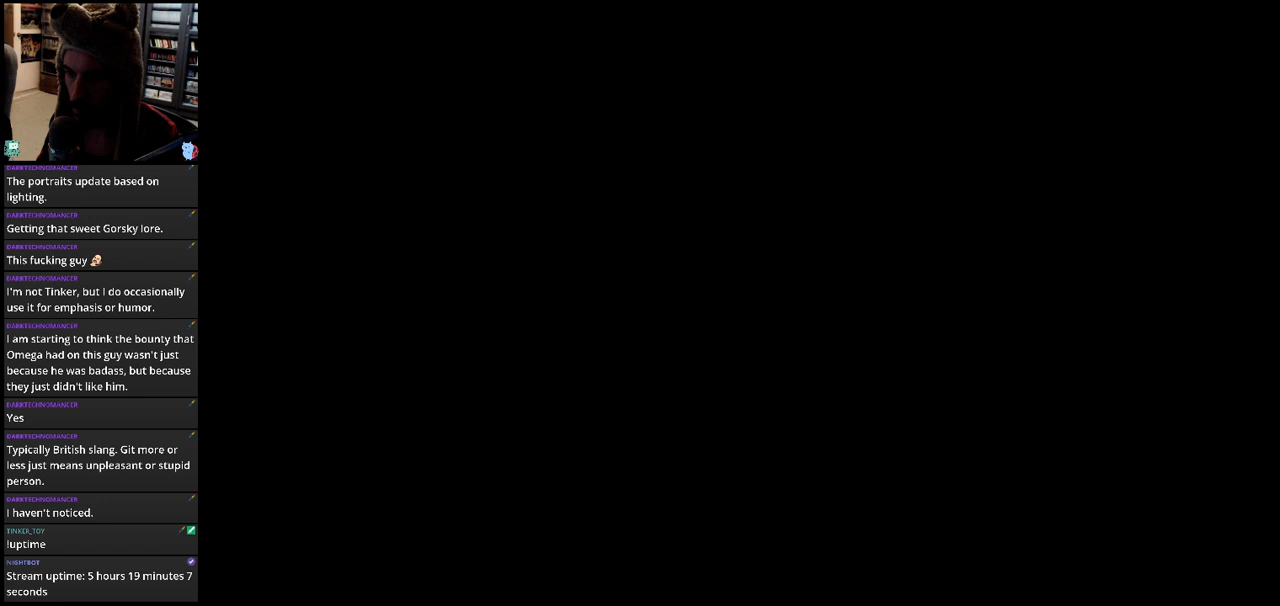 DARKTECHNOMANCER
The portraits update based on
lighting.
DARKTECHNOMANCER
Getting that sweet Gorsky lore.
DARKTECHNOMANCER
This fucking guy
DARKTECHNOMANCER
I'm not Tinker, but I do occasionally
use it for emphasis or humor.
DARKTECHNOMANCER
I am starting to think the bounty that
Omega had on this guy wasn't just
because he was badass, but because
they just didn't like him.
DARKTECHNOMANCER
Yes
DARKTECHNOMANCER
Typically British slang. Git more or
less just means unpleasant or stupid
person.
DARKTECHNOMANCER
I haven't noticed.
TINKER_TOY
!uptime
NIGHTBOT
Stream uptime: 5 hours 19 minutes 7
seconds